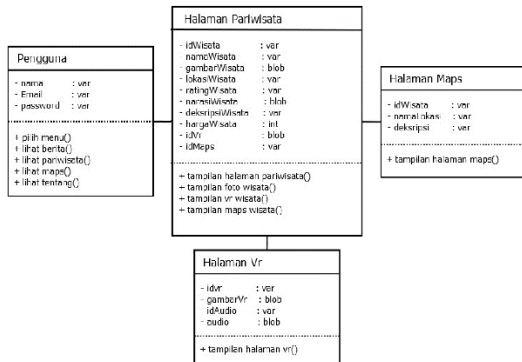 Pengguna
- nama : var
- Email : var
- password : var
+ pilih menu()
+ lihat berita()
+ lihat pariwisata()
+ lihat maps()
+ lihat tentang()
Halaman Pariwisata
- idWisata : var
- namaWisata : var
- gambarWisata : blob
- lokasiWisata : var
- ratingWisata : var
- narasiWisata : blob
- deksripsiWisata : var
- hargaWisata : int
- idVr : blob
- idMaps : var
+ tampilan halaman pariwisata()
+ tampilan foto wisata()
+ tampilan vr wisata()
+ tampilan maps wisata()
Halaman Maps
- idWisata : var
- namaLokasi : var
- deksripsi : var
+ tampilan halaman maps()
Halaman Vr
- idvr : var
- gambarVr : blob
- idAudio : var
- audio : blob
+ tampilan halaman vr()